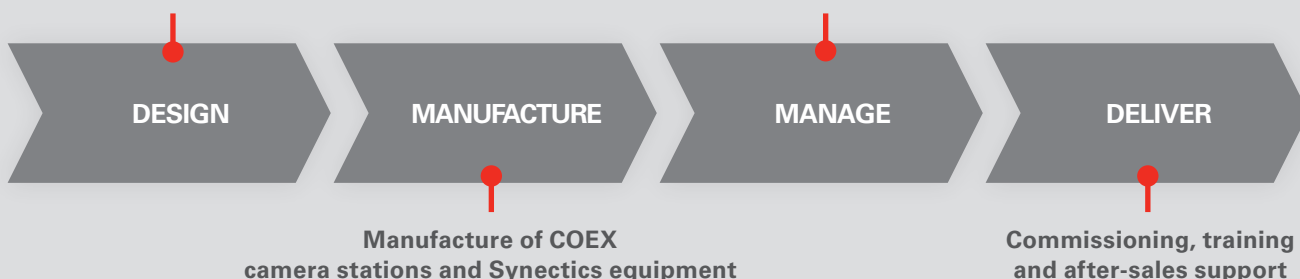 DESIGN
MANUFACTURE
MANAGE
DELIVER
Manufacture of COEX
camera stations and Synectics equipment
Commissioning, training
and after-sales support